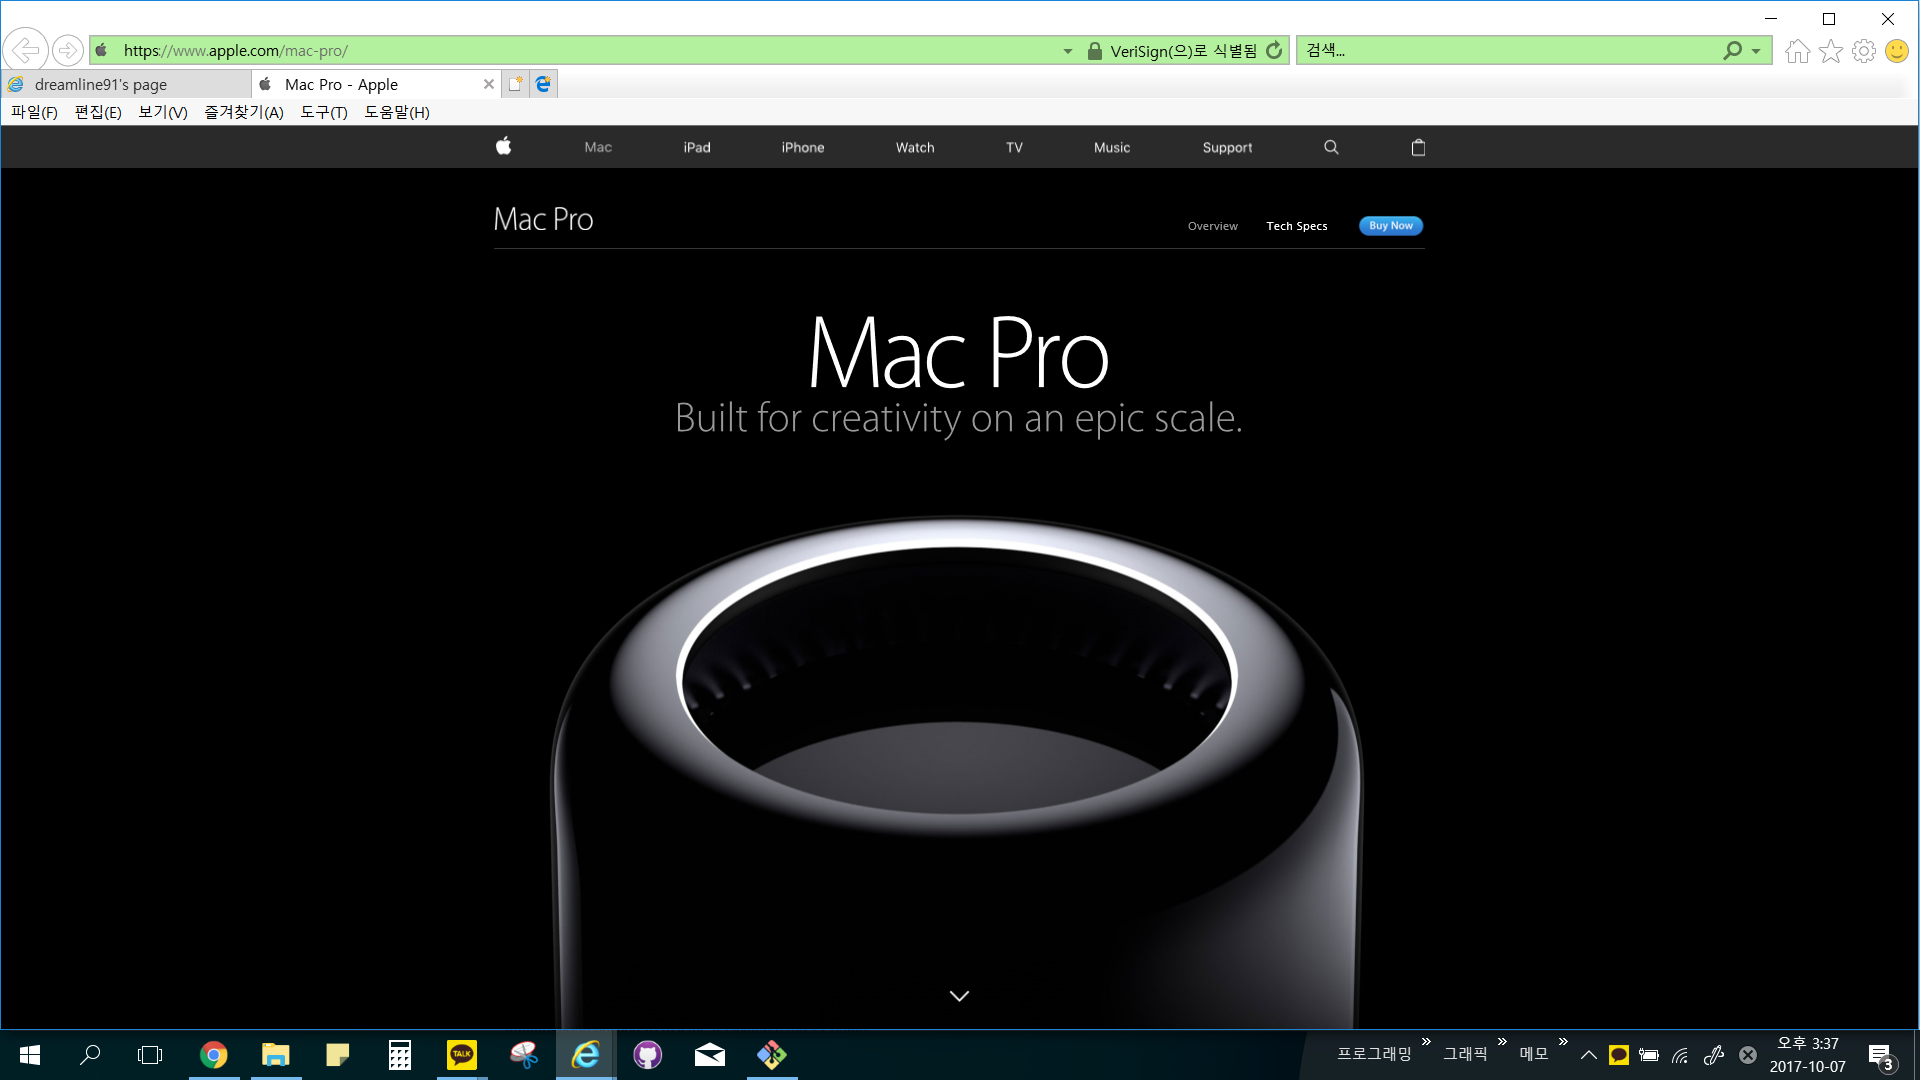 https://www.apple.com/mac-pro/
VeriSign(으)로 식별됨
검색...
dreamline91's page
Mac Pro - Apple
파일(F) 편집(E) 보기(V) 즐겨찾기(A) 도구(T) 도움말(H)
Mac iPad iPhone Watch TV Music Support
Mac Pro
Overview Tech Specs Buy Now
Mac Pro
Built for creativity on an epic scale.
TALK
프로그래밍 » 그래픽 » 메모 »
오후 3:37
2017-10-07
3